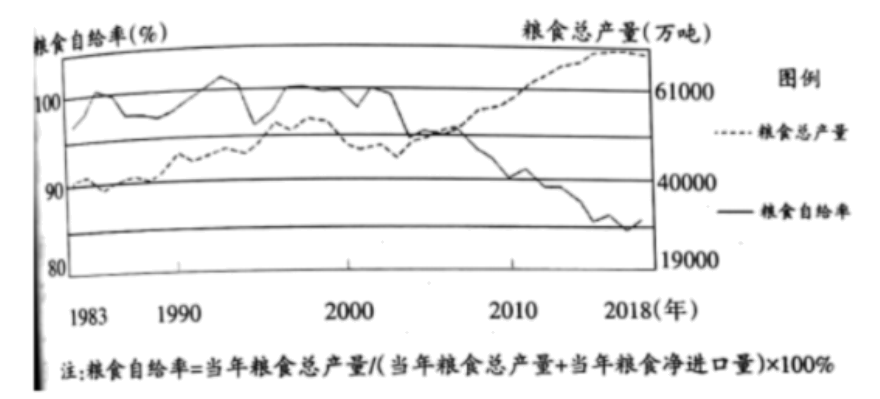 粮食自给率(%)
粮食总产量(万吨)
100
90
80
61000
40000
19000
图例
粮食总产量
粮食自给率
1983
1990
2000
2010
2018(年)
注:粮食自给率=当年粮食总产量/(当年粮食总产量+当年粮食净进口量)×100%